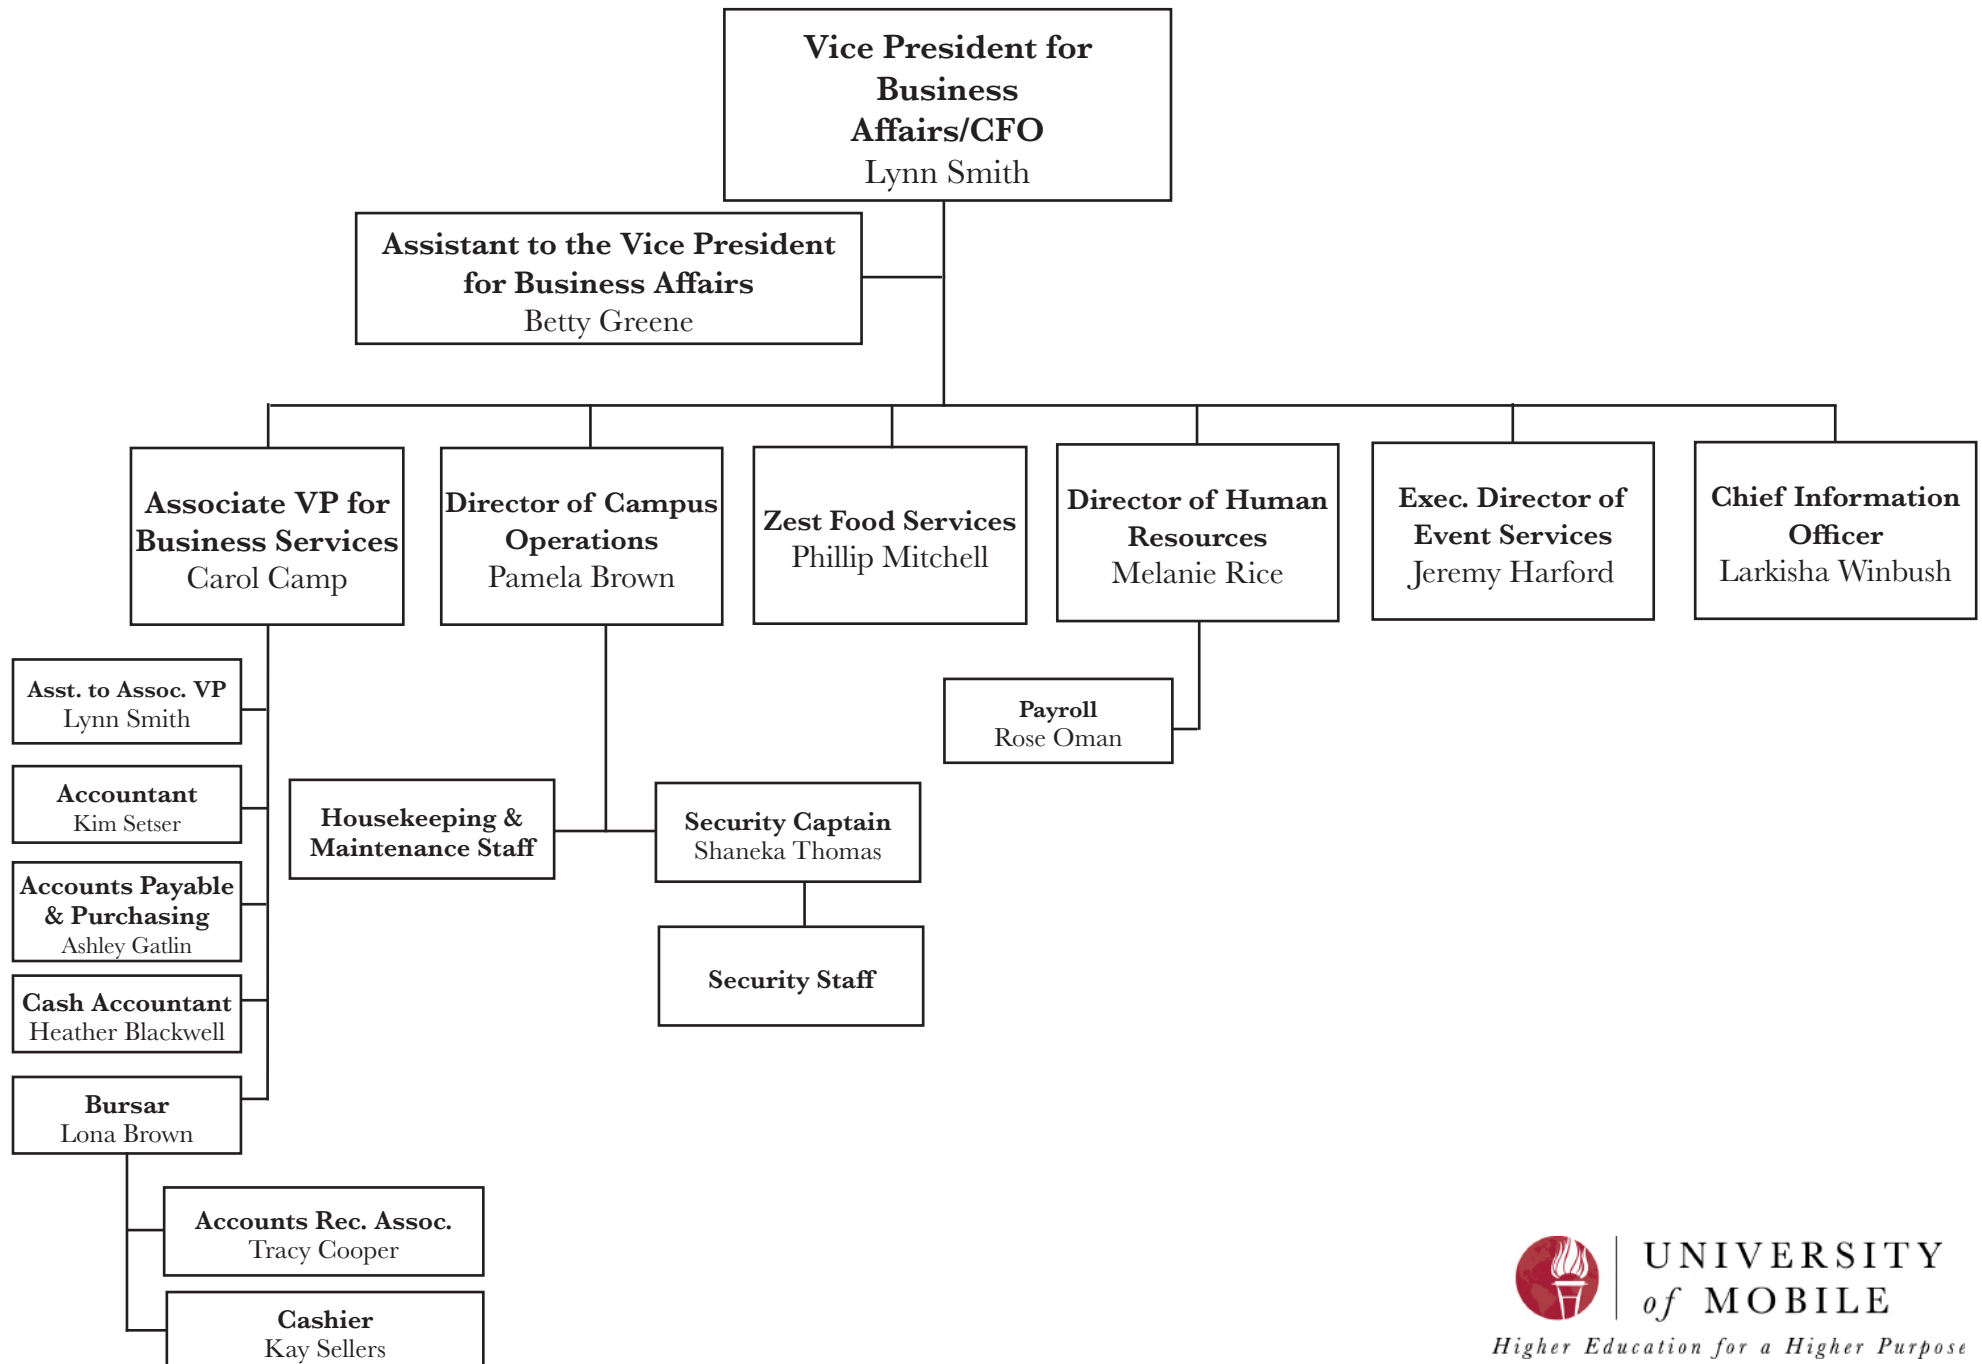 Vice President for
Business
Affairs/CFO
Lynn Smith
Assistant to the Vice President
for Business Affairs
Betty Greene
Associate VP for
Business Services
Carol Camp
Director of Campus
Operations
Pamela Brown
Zest Food Services
Phillip Mitchell
Director of Human
Resources
Melanie Rice
Exec. Director of
Event Services
Jeremy Harford
Chief Information
Officer
Larkisha Winbush
Asst. to Assoc. VP
Lynn Smith
Accountant
Kim Setser
Accounts Payable
& Purchasing
Ashley Gatlin
Cash Accountant
Heather Blackwell
Bursar
Lona Brown
Accounts Rec. Assoc.
Tracy Cooper
Cashier
Kay Sellers
Housekeeping &
Maintenance Staff
Security Captain
Shaneka Thomas
Security Staff
Payroll
Rose Oman
UNIVERSITY
of MOBILE
Higher Education for a Higher Purpose